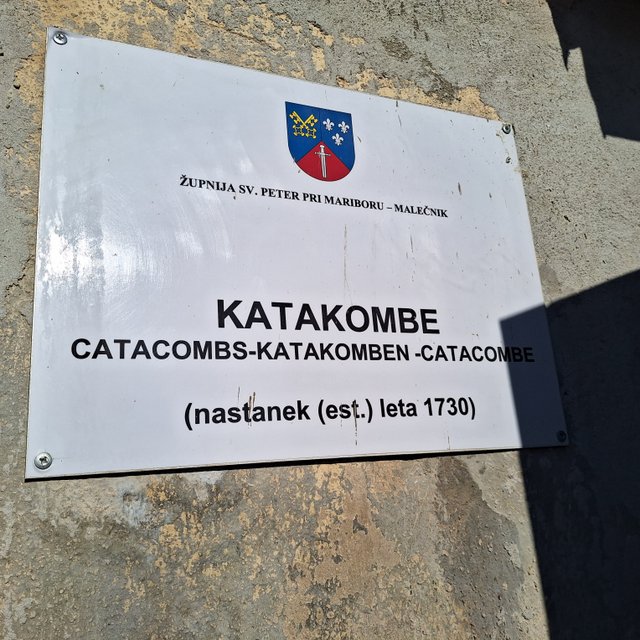 ŽUPNIJA SV. PETER PRI MARIBORU – MALEČNIK
KATAKOMBE
CATACOMBS-KATAKOMBEN -CATACOMBE
(nastanek (est.) leta 1730)